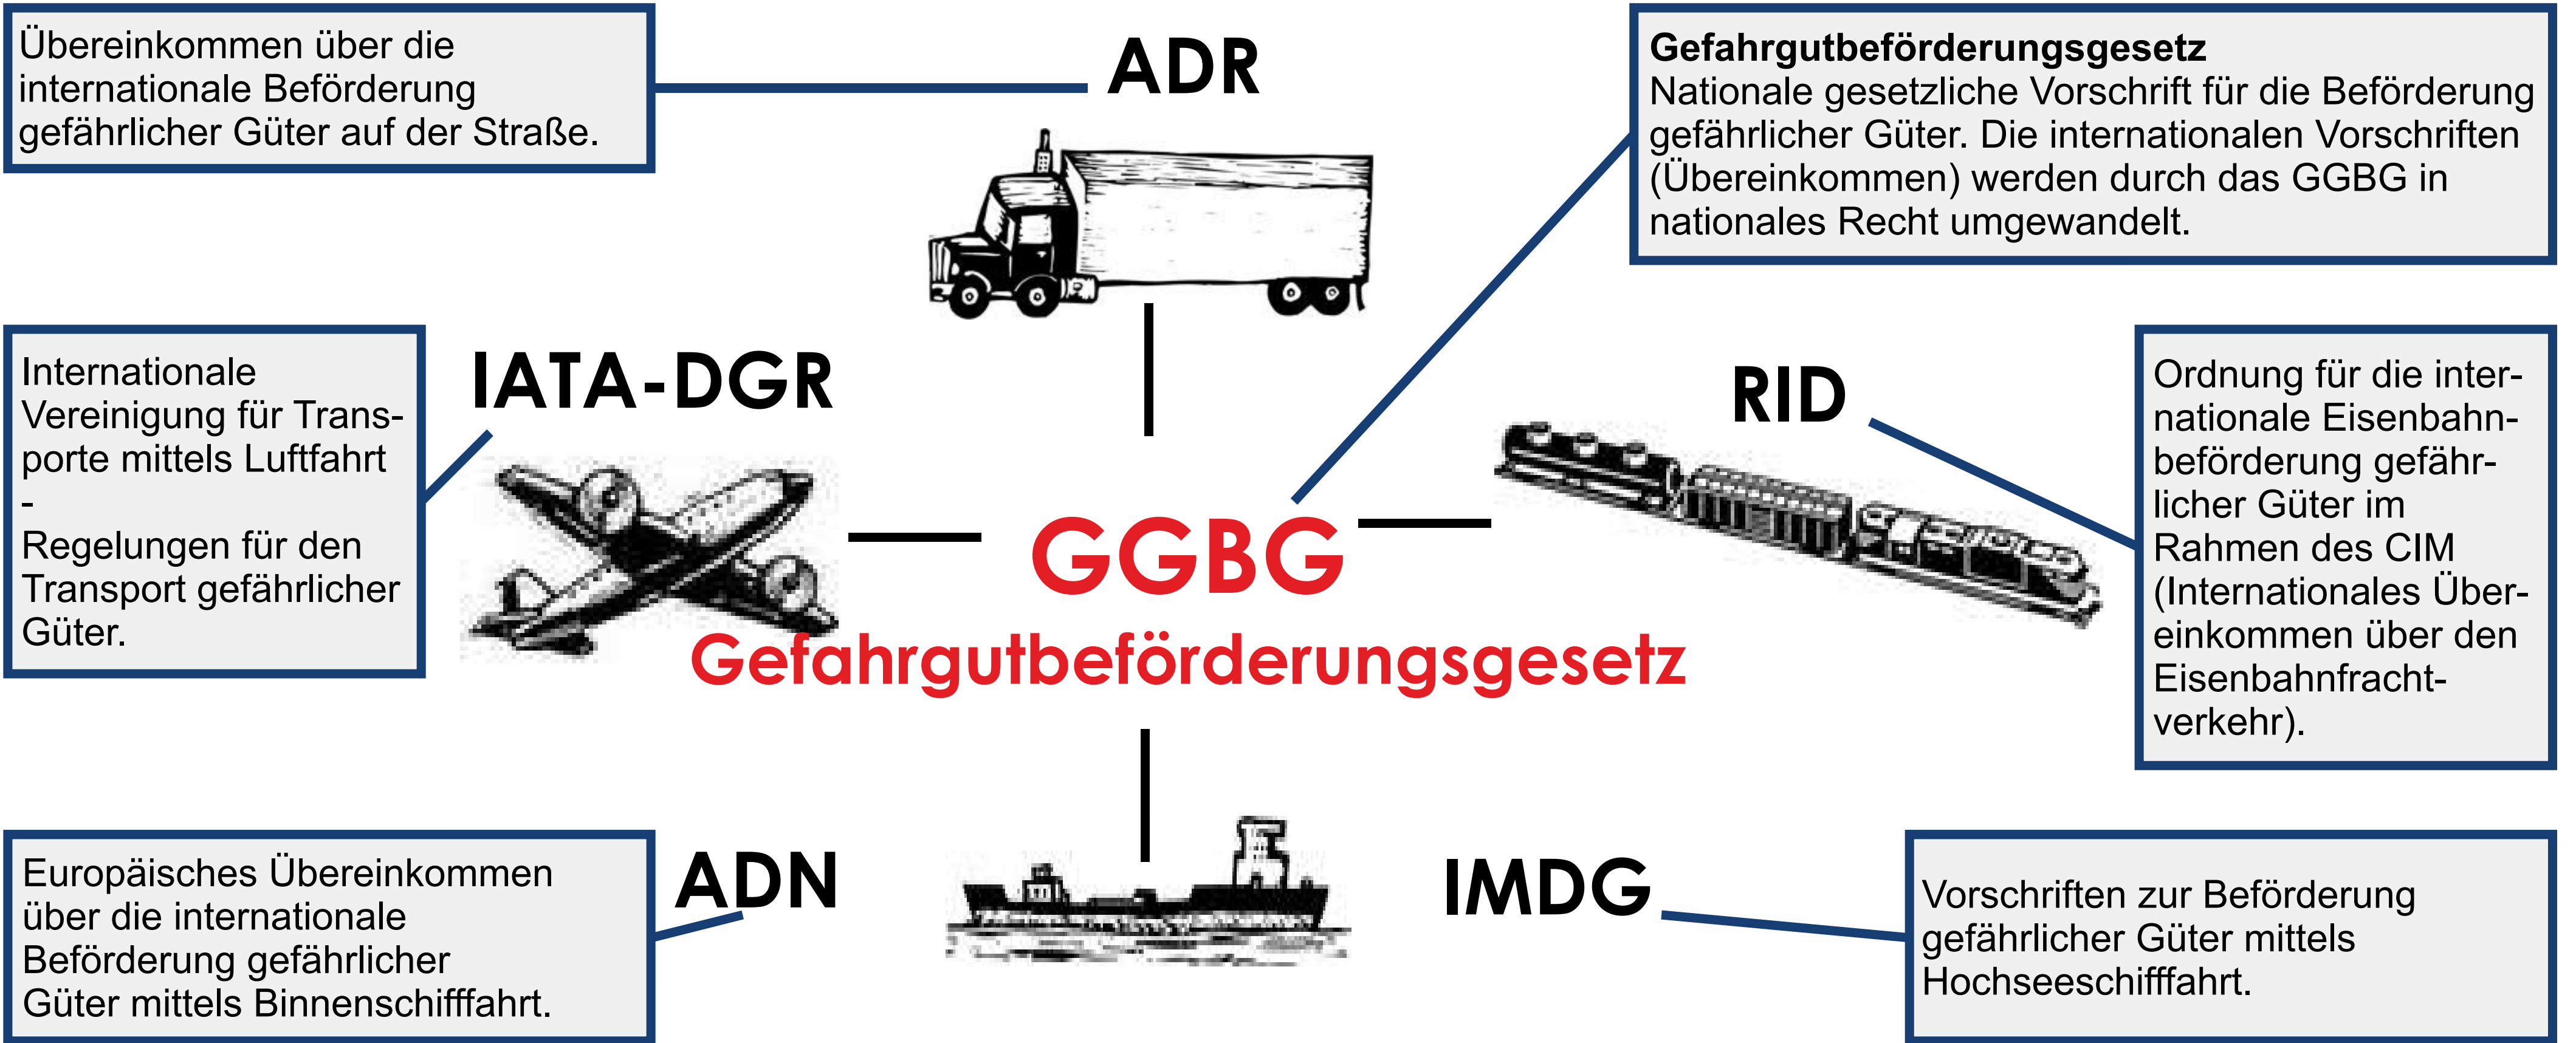 Übereinkommen über die
internationale Beförderung
gefährlicher Güter auf der Straße.
ADR
Gefahrgutbeförderungsgesetz
Nationale gesetzliche Vorschrift für die Beförderung
gefährlicher Güter. Die internationalen Vorschriften
(Übereinkommen) werden durch das GGBG in
nationales Recht umgewandelt.
Internationale
Vereinigung für Trans-
porte mittels Luftfahrt
-
Regelungen für den
Transport gefährlicher
Güter.
IATA-DGR
RID
Ordnung für die inter-
nationale Eisenbahn-
beförderung gefähr-
licher Güter im
Rahmen des CIM
(Internationales Über-
einkommen über den
Eisenbahnfracht-
verkehr).
GGBG
Gefahrgutbeförderungsgesetz
Europäisches Übereinkommen
über die internationale
Beförderung gefährlicher
Güter mittels Binnenschifffahrt.
ADN
IMDG
Vorschriften zur Beförderung
gefährlicher Güter mittels
Hochseeschifffahrt.